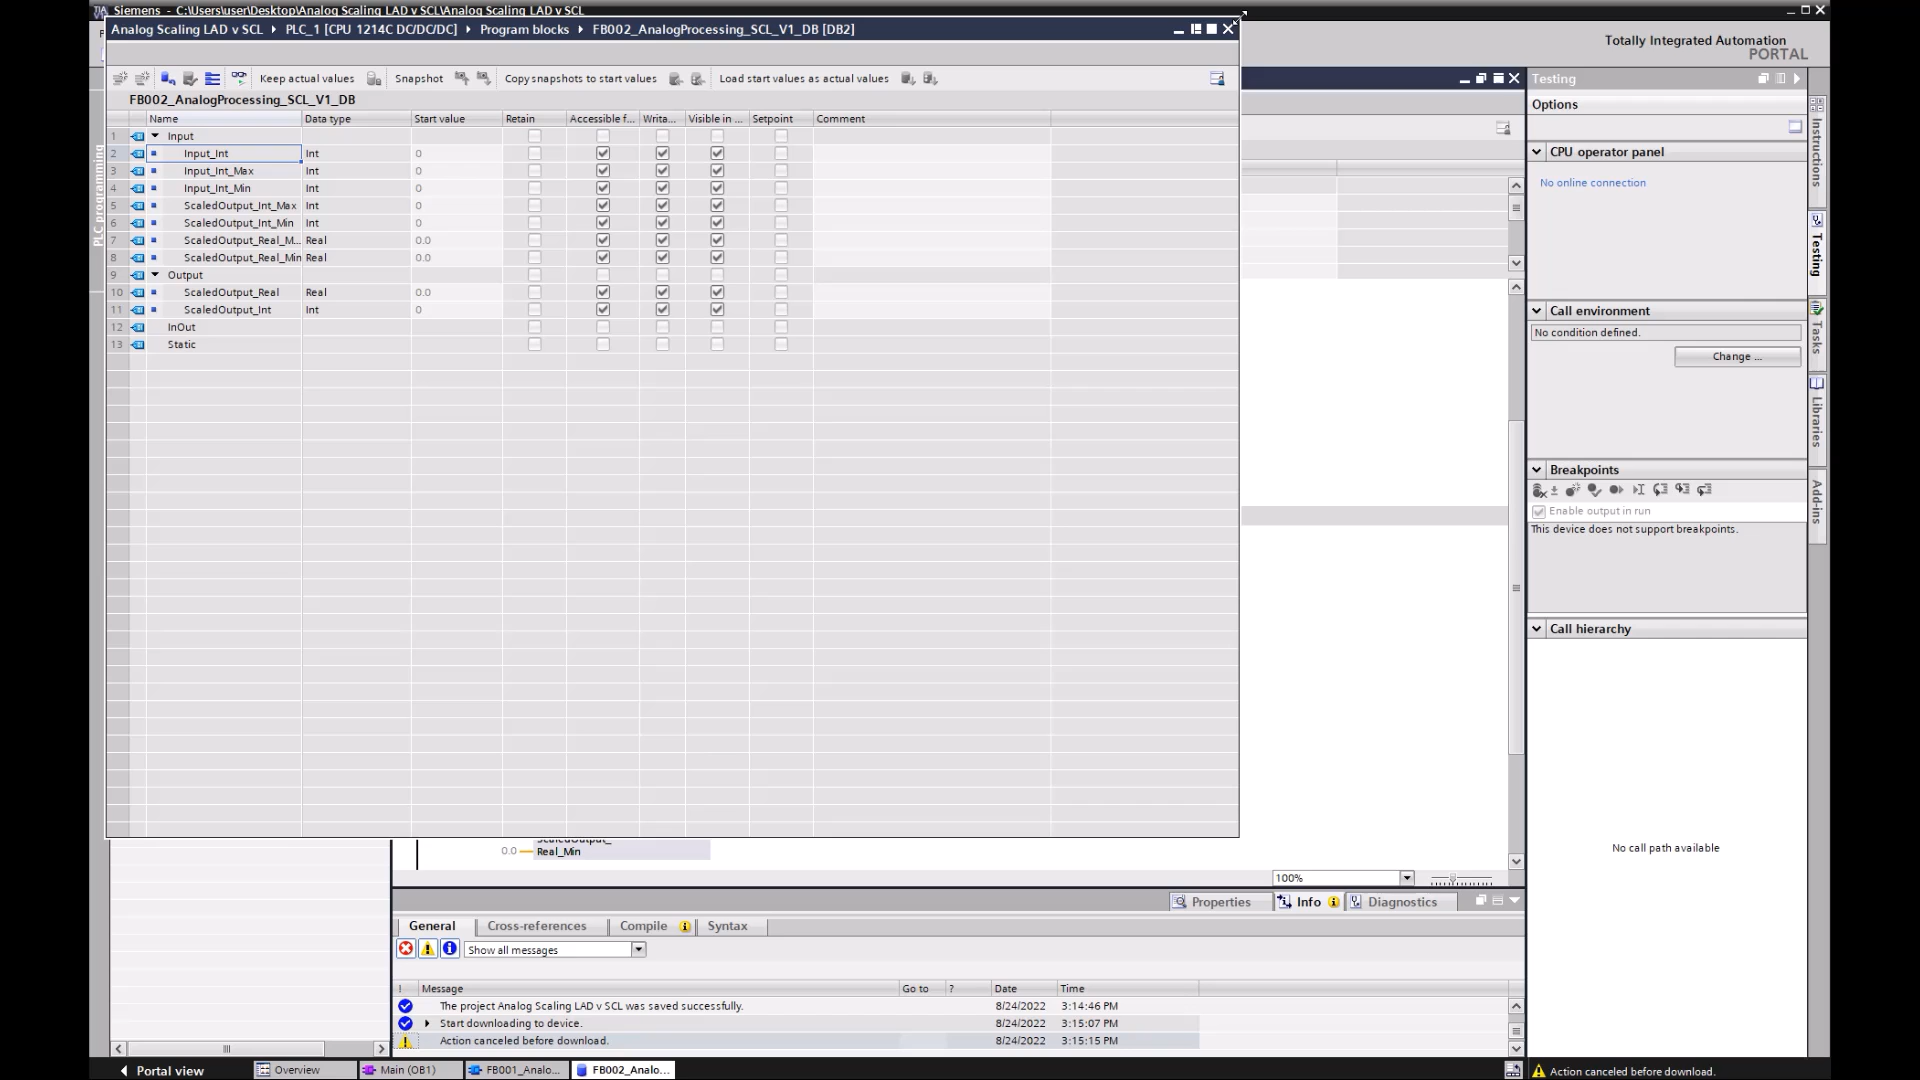 Siemens - C:\Users\user\Desktop\Analog Scaling LAD v SCL\Analog Scaling LAD v SCL
Analog Scaling LAD v SCL ▸ PLC_1 [CPU 1214C DC/DC/DC] ▸ Program blocks ▸ FB002_AnalogProcessing_SCL_V1_DB [DB2]
Totally Integrated Automation
PORTAL
Keep actual values Snapshot Copy snapshots to start values Load start values as actual values
FB002_AnalogProcessing_SCL_V1_DB
Name Data type Start value Retain Accessible f... Writa... Visible in ... Setpoint Comment
1 Input
2 Input_Int Int 0
3 Input_Int_Max Int 0
4 Input_Int_Min Int 0
5 ScaledOutput_Int_Max Int 0
6 ScaledOutput_Int_Min Int 0
7 ScaledOutput_Real_M... Real 0.0
8 ScaledOutput_Real_Min Real 0.0
9 Output
10 ScaledOutput_Real Real 0.0
11 ScaledOutput_Int Int 0
12 InOut
13 Static
PLC programming
0.0 Real_Min
100%
Properties Info Diagnostics
General Cross-references Compile Syntax
Show all messages
! Message Go to ? Date Time
The project Analog Scaling LAD v SCL was saved successfully. 8/24/2022 3:14:46 PM
Start downloading to device. 8/24/2022 3:15:07 PM
Action canceled before download. 8/24/2022 3:15:15 PM
Testing
Options
CPU operator panel
No online connection
Call environment
No condition defined.
Change ...
Breakpoints
Enable output in run
This device does not support breakpoints.
Call hierarchy
No call path available
Instructions
Testing
Tasks
Libraries
Add-ins
Portal view Overview Main (OB1) FB001_Analo... FB002_Analo...
Action canceled before download.